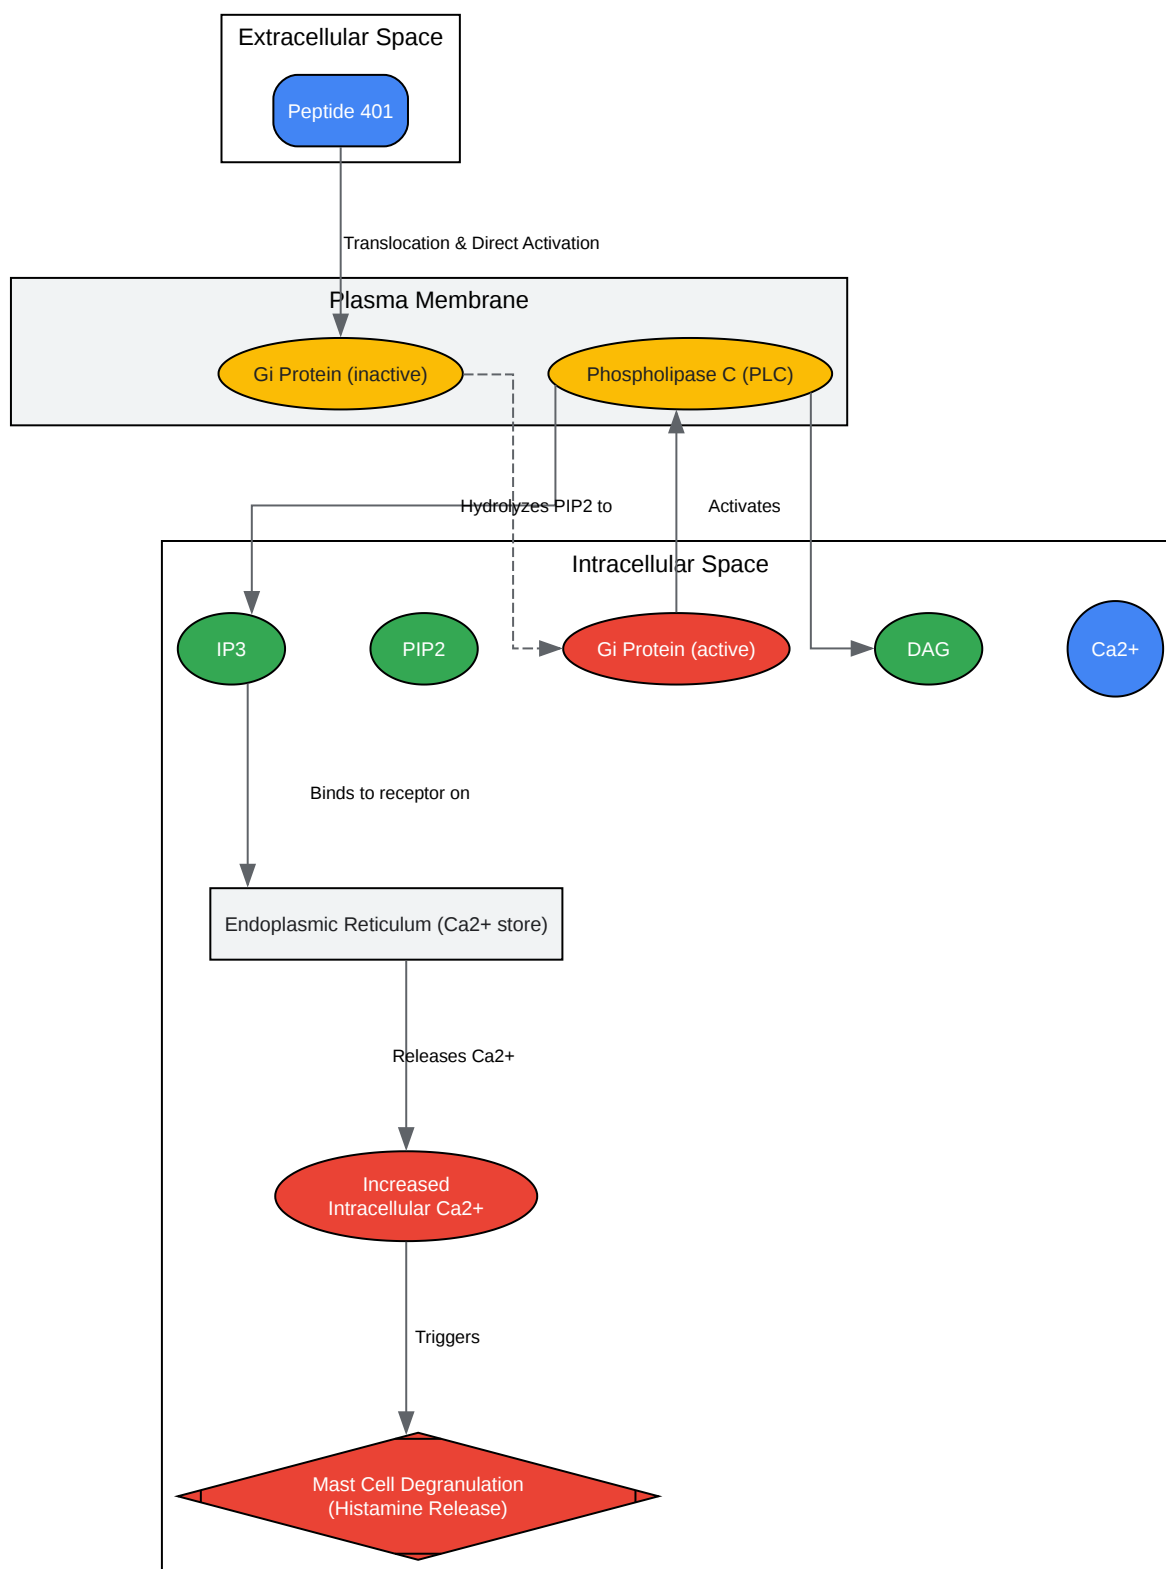 Extracellular Space
Peptide 401
Translocation & Direct Activation
Plasma Membrane
Gi Protein (inactive)
Phospholipase C (PLC)
Hydrolyzes PIP2 to
Activates
Intracellular Space
IP3
PIP2
Gi Protein (active)
DAG
Ca2+
Binds to receptor on
Endoplasmic Reticulum (Ca2+ store)
Releases Ca2+
Increased
Intracellular Ca2+
Triggers
Mast Cell Degranulation
(Histamine Release)